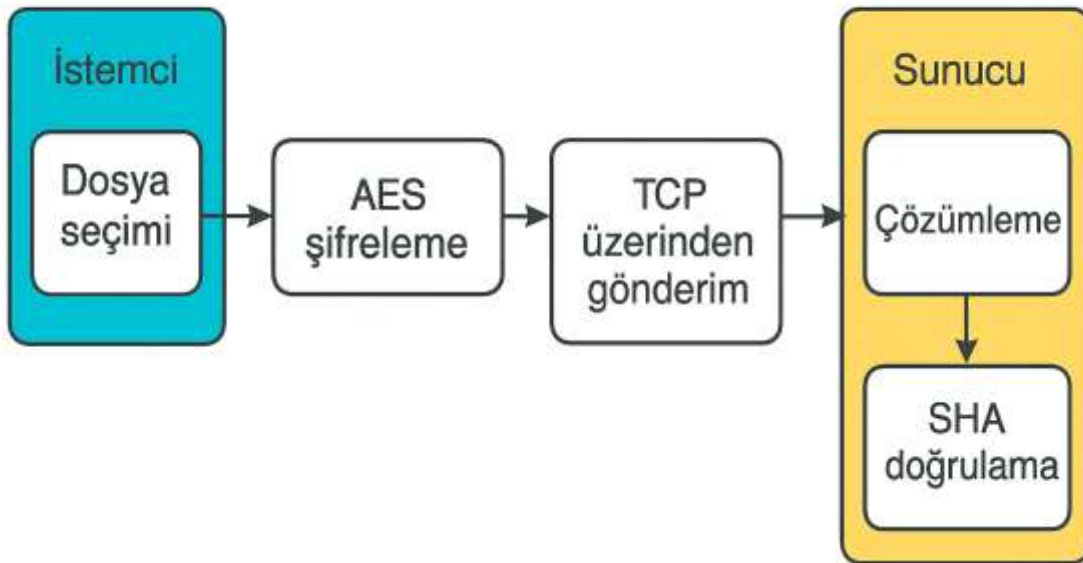 İstemci
Dosya
seçimi
AES
şifreleme
TCP
üzerinden
gönderim
Sunucu
Çözümleme
SHA
doğrulama